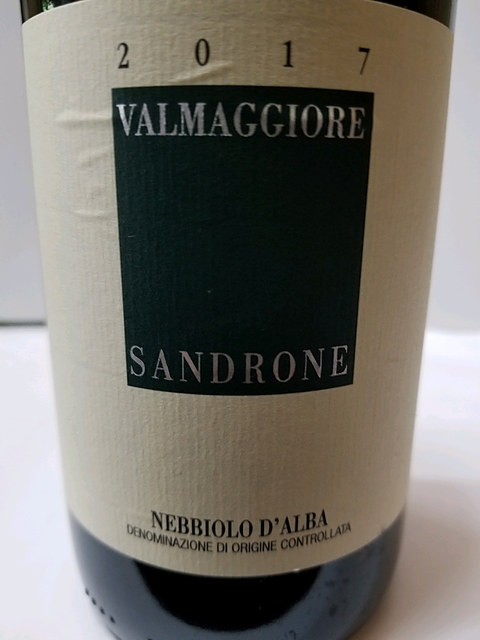 2 0 1 7
VALMAGGIORE
SANDRONE
NEBBIOLO D'ALBA
DENOMINAZIONE DI ORIGINE CONTROLLATA